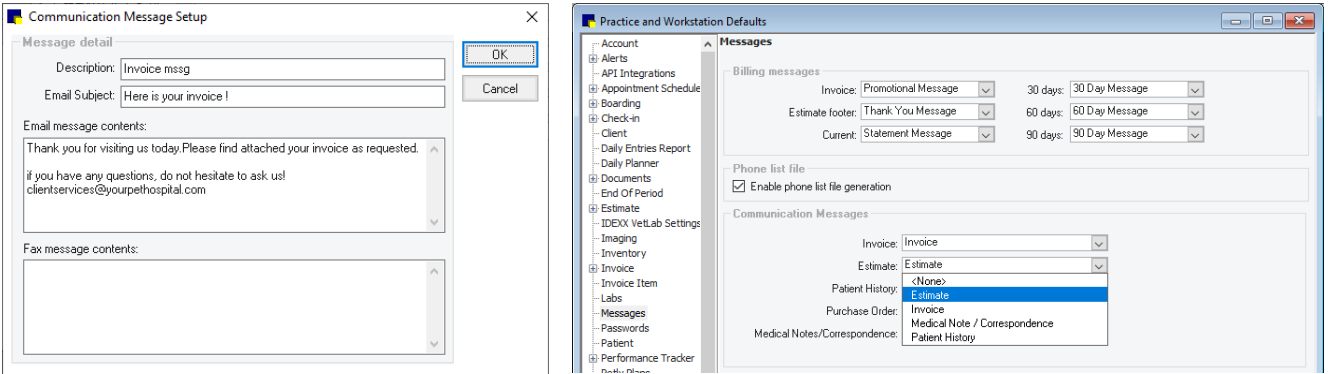 Communication Message Setup
Message detail
Description: Invoice mssg
Email Subject: Here is your invoice !
Email message contents:
Thank you for visiting us today.Please find attached your invoice as requested.
if you have any questions, do not hesitate to ask us!
clientservices@yourpethospital.com
Fax message contents:
OK
Cancel
Practice and Workstation Defaults
Account
Alerts
API Integrations
Appointment Schedule
Boarding
Check-in
Client
Daily Entries Report
Daily Planner
Documents
End Of Period
Estimate
IDEXX VetLab Settings
Imaging
Inventory
Invoice
Invoice Item
Labs
Messages
Passwords
Patient
Performance Tracker
Petly Plans
Messages
Billing messages
Invoice: Promotional Message 30 days: 30 Day Message
Estimate footer: Thank You Message 60 days: 60 Day Message
Current: Statement Message 90 days: 90 Day Message
Phone list file
Enable phone list file generation
Communication Messages
Invoice: Invoice
Estimate: Estimate
Patient History:
Purchase Order:
Medical Notes/Correspondence:
<None>
Estimate
Invoice
Medical Note / Correspondence
Patient History